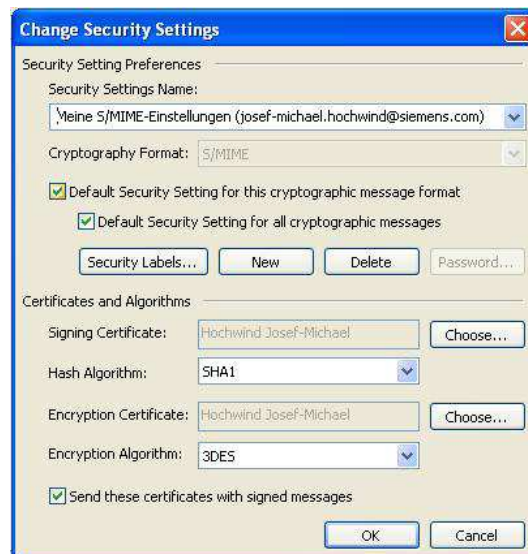 Change Security Settings
Security Setting Preferences
Security Settings Name:
Meine S/MIME-Einstellungen (josef-michael.hochwind@siemens.com)
Cryptography Format: S/MIME
Default Security Setting for this cryptographic message format
Default Security Setting for all cryptographic messages
Security Labels... New Delete Password...
Certificates and Algorithms
Signing Certificate: Hochwind Josef-Michael Choose...
Hash Algorithm: SHA1
Encryption Certificate: Hochwind Josef-Michael Choose...
Encryption Algorithm: 3DES
Send these certificates with signed messages
OK Cancel